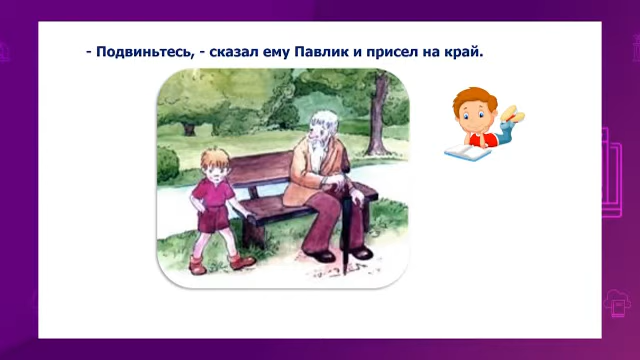 - Подвиньтесь, - сказал ему Павлик и присел на край.